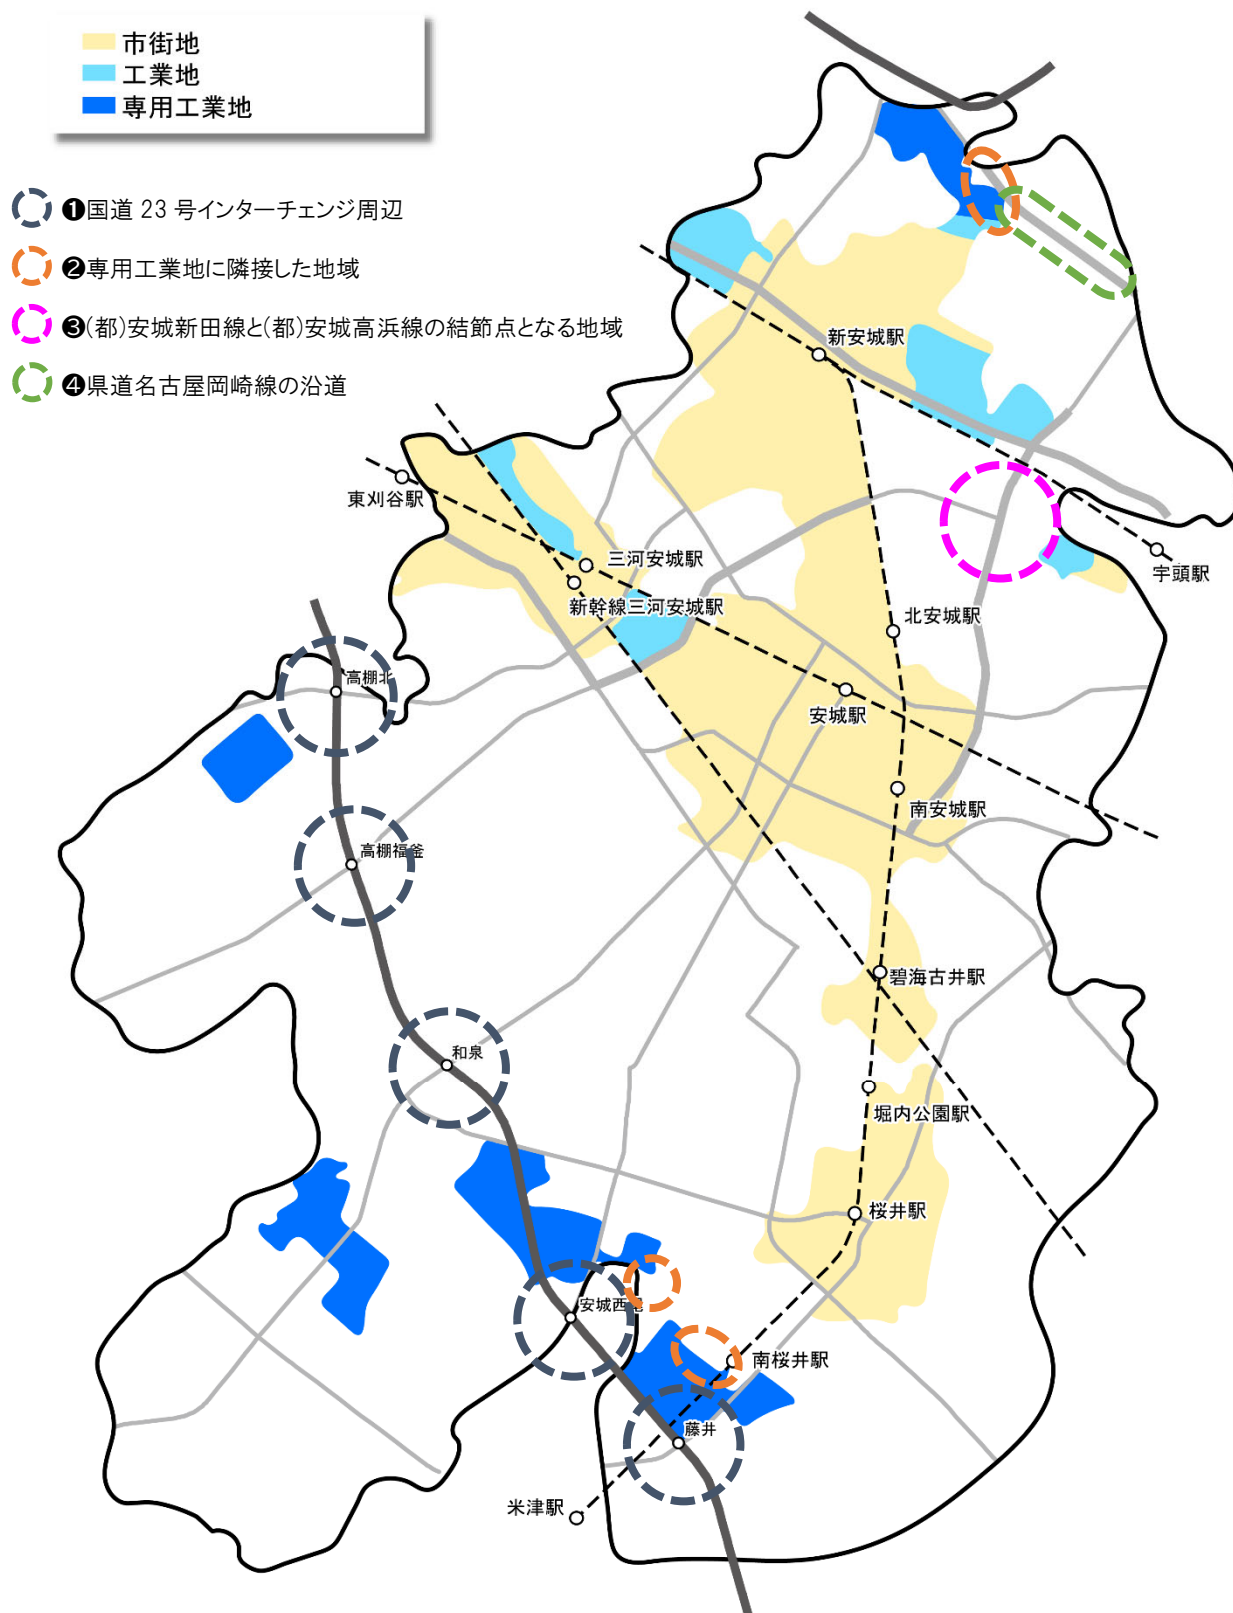 市街地
工業地
専用工業地
❶国道 23 号インターチェンジ周辺
❷専用工業地に隣接した地域
❸(都)安城新田線と(都)安城高浜線の結節点となる地域
❹県道名古屋岡崎線の沿道
新安城駅
東刈谷駅
三河安城駅
宇頭駅
新幹線三河安城駅
北安城駅
高棚北
安城駅
南安城駅
高棚福釜
碧海古井駅
和泉
堀内公園駅
桜井駅
安城西尾
南桜井駅
藤井
米津駅